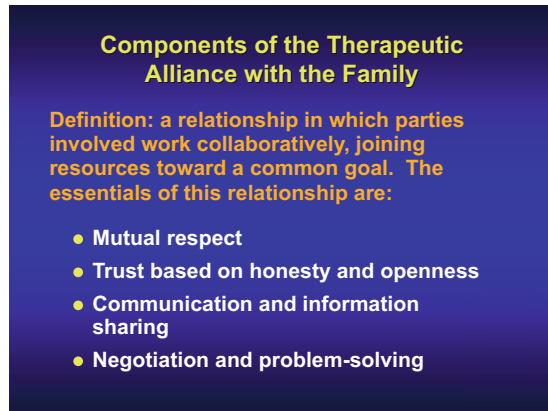 Components of the Therapeutic
Alliance with the Family
Definition: a relationship in which parties
involved work collaboratively, joining
resources toward a common goal.  The
essentials of this relationship are:
● Mutual respect
● Trust based on honesty and openness
● Communication and information
sharing
● Negotiation and problem-solving